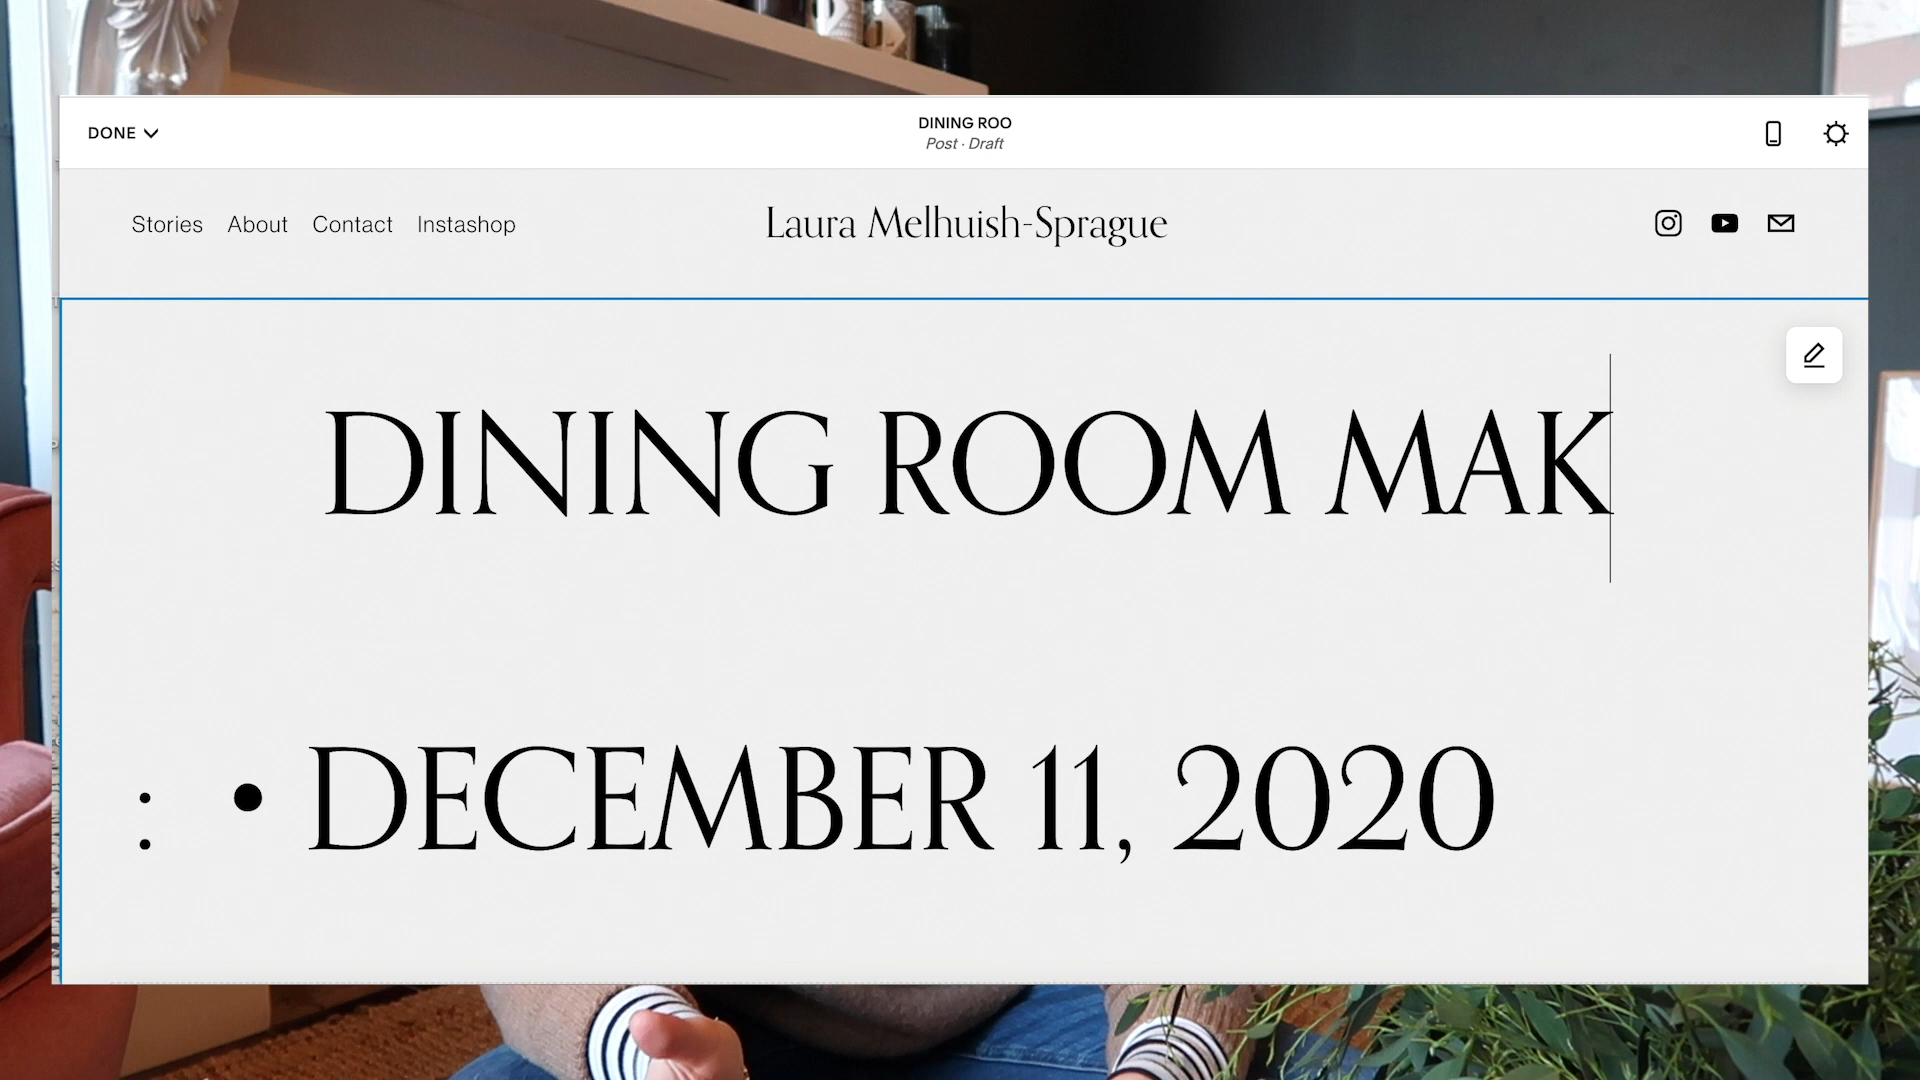 DONE
DINING ROO
Post · Draft
Stories About Contact Instashop
Laura Melhuish-Sprague
DINING ROOM MAK
: • DECEMBER 11, 2020